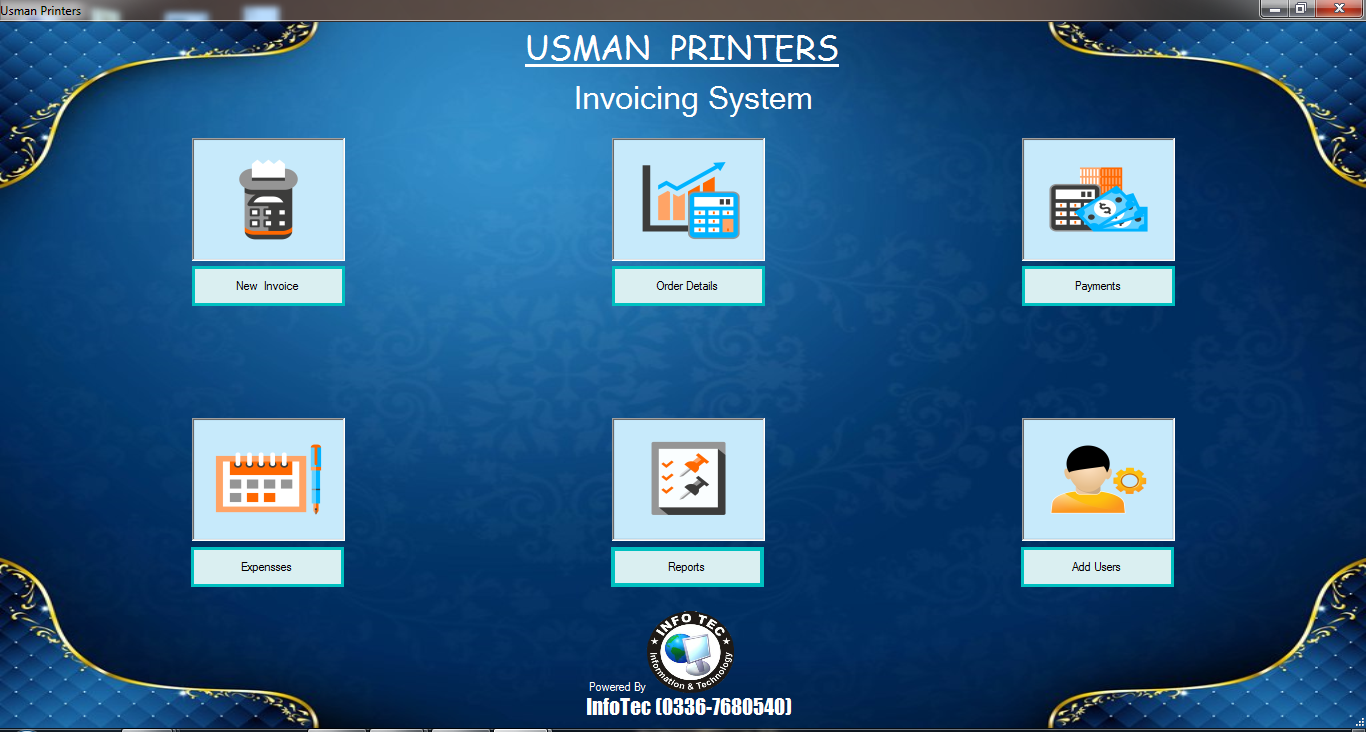 Usman Printers
USMAN PRINTERS
Invoicing System
New Invoice
Order Details
Payments
Expensses
Reports
Add Users
INFO TEC
Information & Technology
Powered By
InfoTec (0336-7680540)